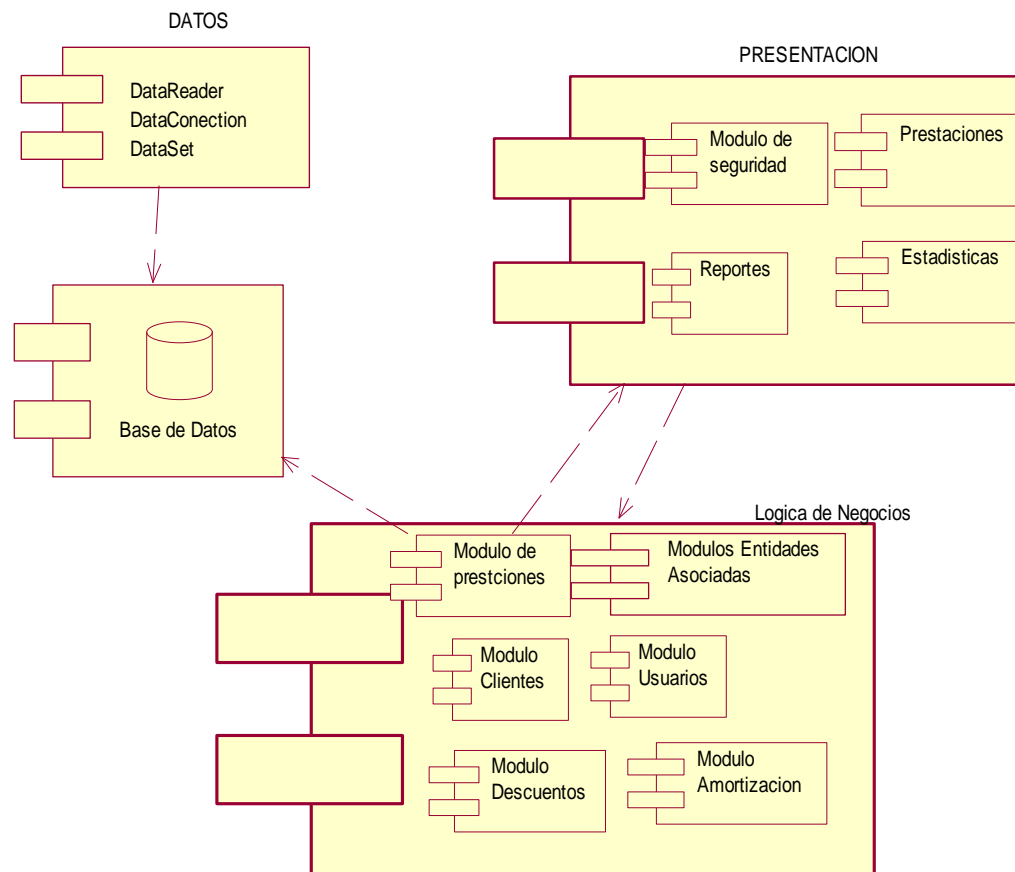 DATOS
DataReader
DataConection
DataSet
Base de Datos
PRESENTACION
Modulo de
seguridad
Prestaciones
Reportes
Estadisticas
Logica de Negocios
Modulo de
prestciones
Modulos Entidades
Asociadas
Modulo
Clientes
Modulo
Usuarios
Modulo
Descuentos
Modulo
Amortizacion